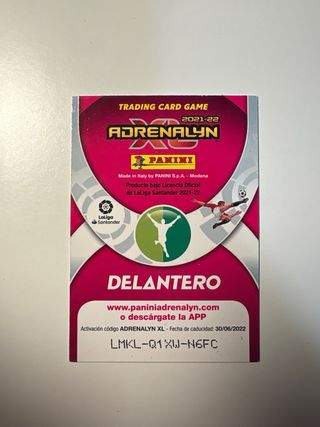 TRADING CARD GAME
2021-22
ADRENALYN
XL
PANINI
Made in Italy by PANINI S.p.A. - Modena
Producto bajo Licencia Oficial
de LaLiga Santander 2021-22
LaLiga
Santander
DELANTERO
www.paniniadrenalyn.com
o descárgate la APP
Activación código ADRENALYN XL - Fecha de caducidad: 30/06/2022
LMKL-Q1XW-N6FC